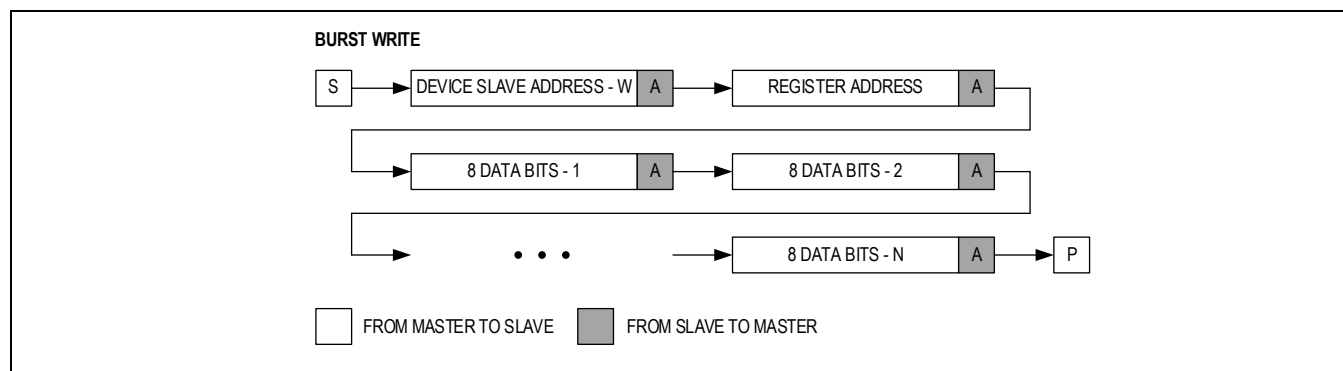 BURST WRITE
S DEVICE SLAVE ADDRESS - W A REGISTER ADDRESS A
8 DATA BITS - 1 A 8 DATA BITS - 2 A
• • • 8 DATA BITS - N A P
FROM MASTER TO SLAVE FROM SLAVE TO MASTER